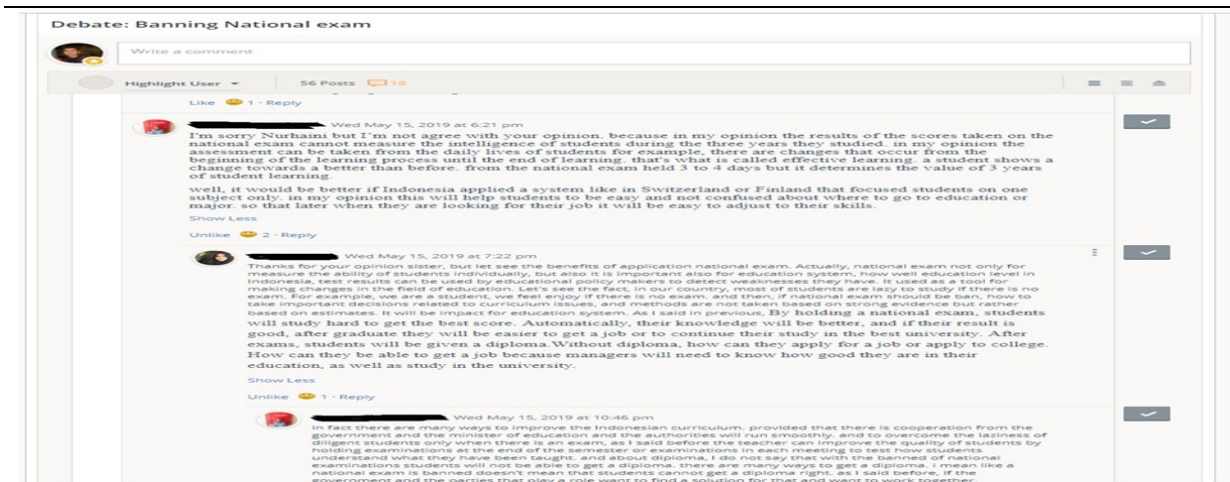 Debate: Banning National exam
Write a comment
Highlight User
56 Posts 18
Like 1 · Reply
Wed May 15, 2019 at 6:21 pm
I'm sorry Nurhaini but I'm not agree with your opinion. because in my opinion the results of the scores taken on the
national exam cannot measure the intelligence of students during the three years they studied. in my opinion the
assessment can be taken from the daily lives of students for example, there are changes that occur from the
beginning of the learning process until the end of learning. that's what is called effective learning. a student shows a
change towards a better than before. from the national exam held 3 to 4 days but it determines the value of 3 years
of student learning.
well, it would be better if Indonesia applied a system like in Switzerland or Finland that focused students on one
subject only. in my opinion this will help students to be easy and not confused about where to go to education or
major. so that later when they are looking for their job it will be easy to adjust to their skills.
Show Less
Unlike 2 · Reply
Wed May 15, 2019 at 7:22 pm
Thanks for your opinion sister, but let see the benefits of application national exam. Actually, national exam not only for
measure the ability of students individually, but also it is important also for education system, how well education level in
Indonesia, test results can be used by educational policy makers to detect weaknesses they have. It used as a tool for
making changes in the field of education. Let's see the fact, in our country, most of students are lazy to study if there is no
exam. For example, we are a student, we feel enjoy if there is no exam. and then, if national exam should be ban, how to
take important decisions related to curriculum issues, and methods are not taken based on strong evidence but rather
based on estimates. It will be impact for education system. As I said in previous, By holding a national exam, students
will study hard to get the best score. Automatically, their knowledge will be better, and if their result is
good, after graduate they will be easier to get a job or to continue their study in the best university. After
exams, students will be given a diploma.Without diploma, how can they apply for a job or apply to college.
How can they be able to get a job because managers will need to know how good they are in their
education, as well as study in the university.
Show Less
Unlike 1 · Reply
Wed May 15, 2019 at 10:46 pm
in fact there are many ways to improve the Indonesian curriculum. provided that there is cooperation from the
government and the minister of education and the authorities will run smoothly. and to overcome the laziness of
diligent students only when there is an exam, as I said before the teacher can improve the quality of students by
holding examinations at the end of the semester or examinations in each meeting to test how students
understand what they have been taught. and about diploma, I do not say that with the banned of national
examinations students will not be able to get a diploma. there are many ways to get a diploma. i mean like a
national exam is banned doesn't mean that students cannot get a diploma right. as I said before, if the
government and the parties that play a role want to find a solution for that and want to work together.